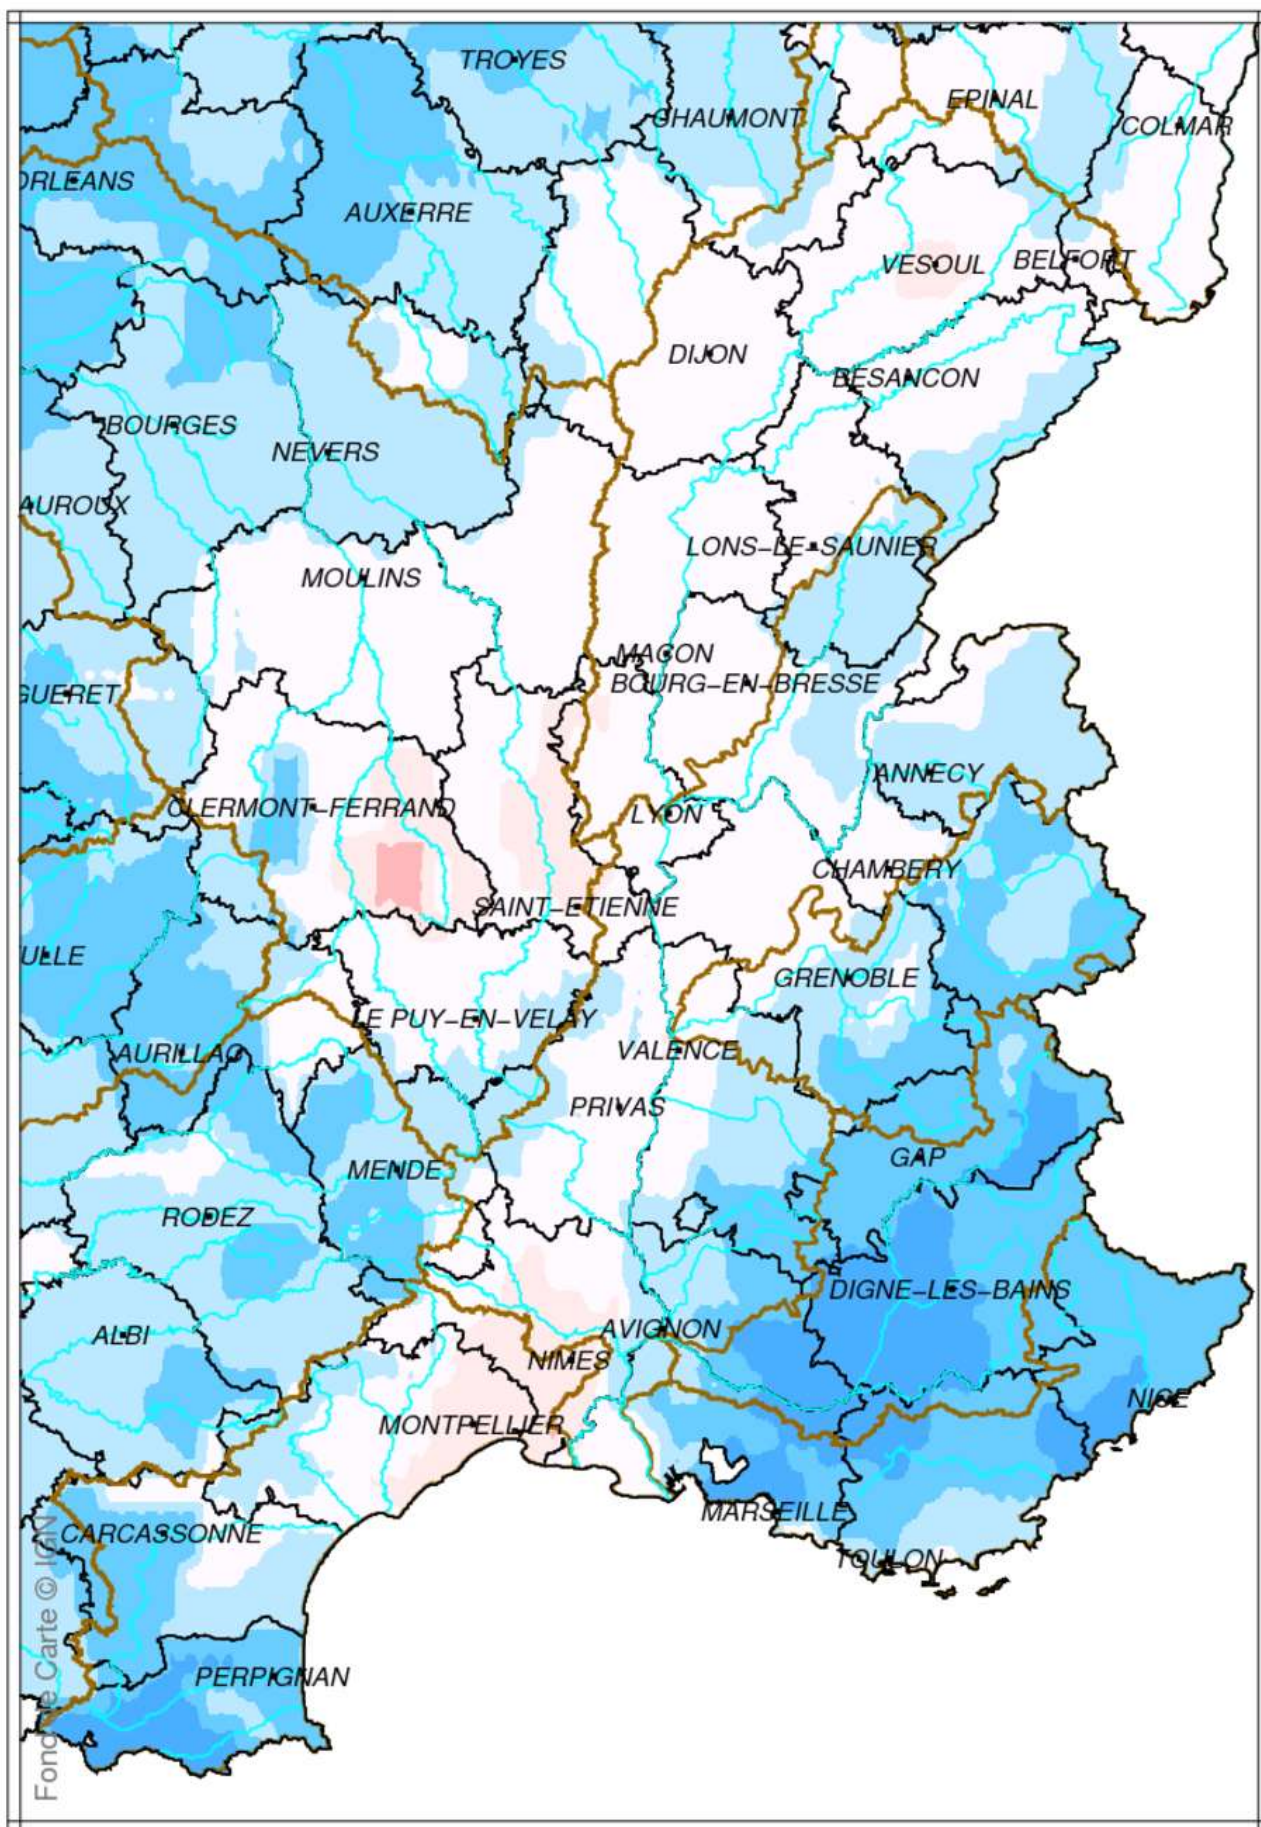 TROYES
EPINAL
CHAUMONT
COLMAR
ORLEANS
AUXERRE
VESOUL
BELFORT
DIJON
BESANCON
BOURGES
NEVERS
AUROUX
LONS-LE-SAUNIER
MOULINS
MACON
BOURG-EN-BRESSE
GUERET
ANNECY
CLERMONT-FERRAND
LYON
CHAMBERY
SAINT-ETIENNE
ULLE
GRENOBLE
LE PUY-EN-VELAY
AURILLAC
VALENCE
PRIVAS
GAP
MENDE
RODEZ
DIGNE-LES-BAINS
AVIGNON
ALBI
NIMES
NICE
MONTPELLIER
MARSEILLE
CARCASSONNE
TOULON
PERPIGNAN
Fond de Carte © IGN